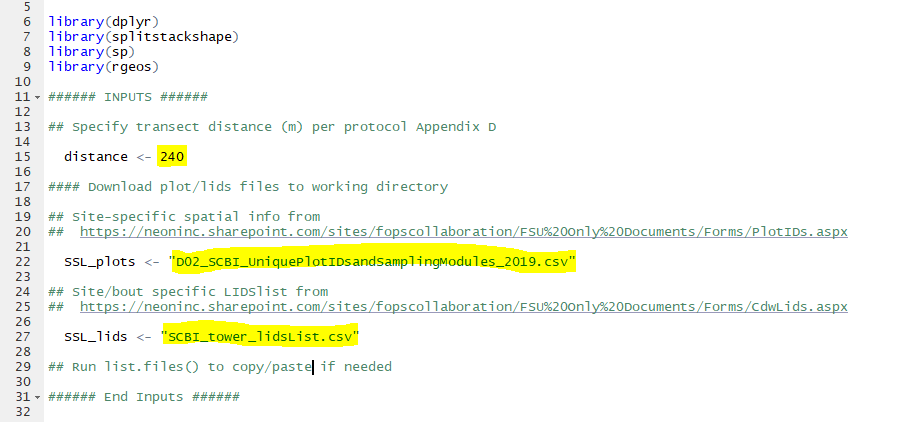 5
6 library(dplyr)
7 library(splitstackshape)
8 library(sp)
9 library(rgeos)
10
11 ###### INPUTS ######
12
13 ## Specify transect distance (m) per protocol Appendix D
14
15 distance <- 240
16
17 #### Download plot/lids files to working directory
18
19 ## Site-specific spatial info from
20 ## https://neoninc.sharepoint.com/sites/fopscollaboration/FSU%20Only%20Documents/Forms/PlotIDs.aspx
21
22 SSL_plots <- "D02_SCBI_UniquePlotIDsandSamplingModules_2019.csv"
23
24 ## Site/bout specific LIDSlist from
25 ## https://neoninc.sharepoint.com/sites/fopscollaboration/FSU%20Only%20Documents/Forms/CdwLids.aspx
26
27 SSL_lids <- "SCBI_tower_lidsList.csv"
28
29 ## Run list.files() to copy/paste if needed
30
31 ###### End Inputs ######
32